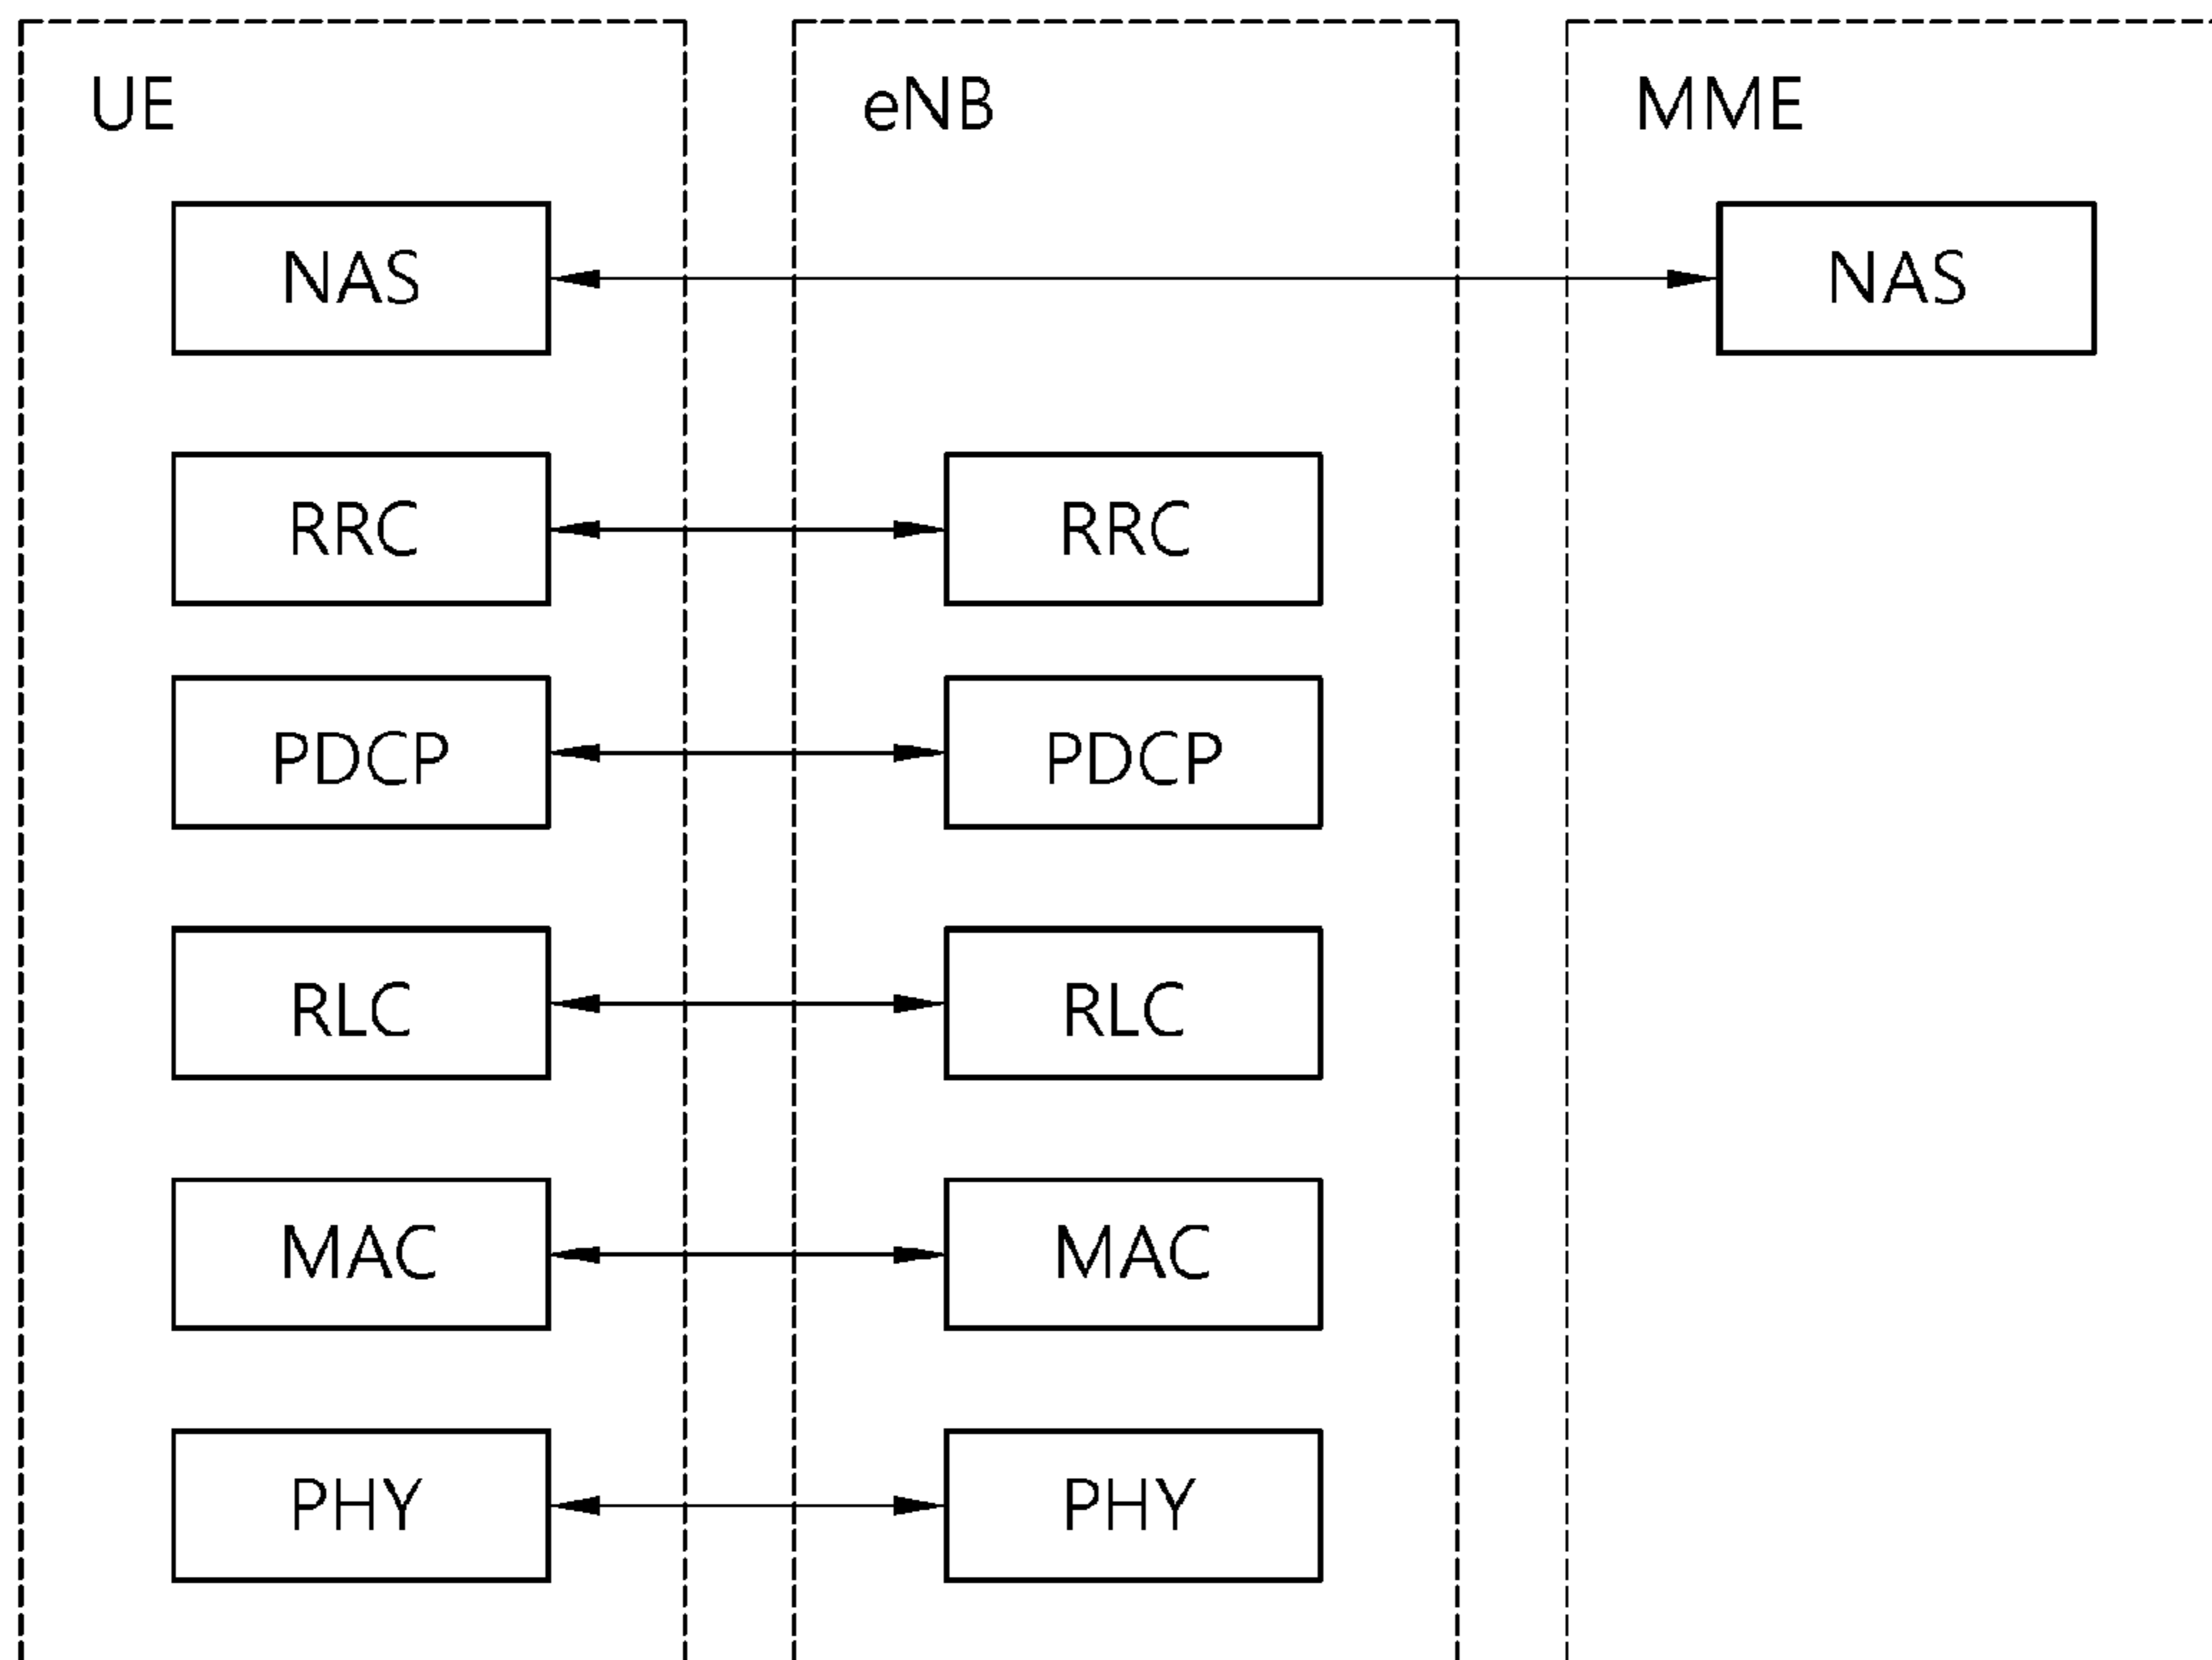 UE
eNB
MME
NAS
NAS
RRC
RRC
PDCP
PDCP
RLC
RLC
MAC
MAC
PHY
PHY